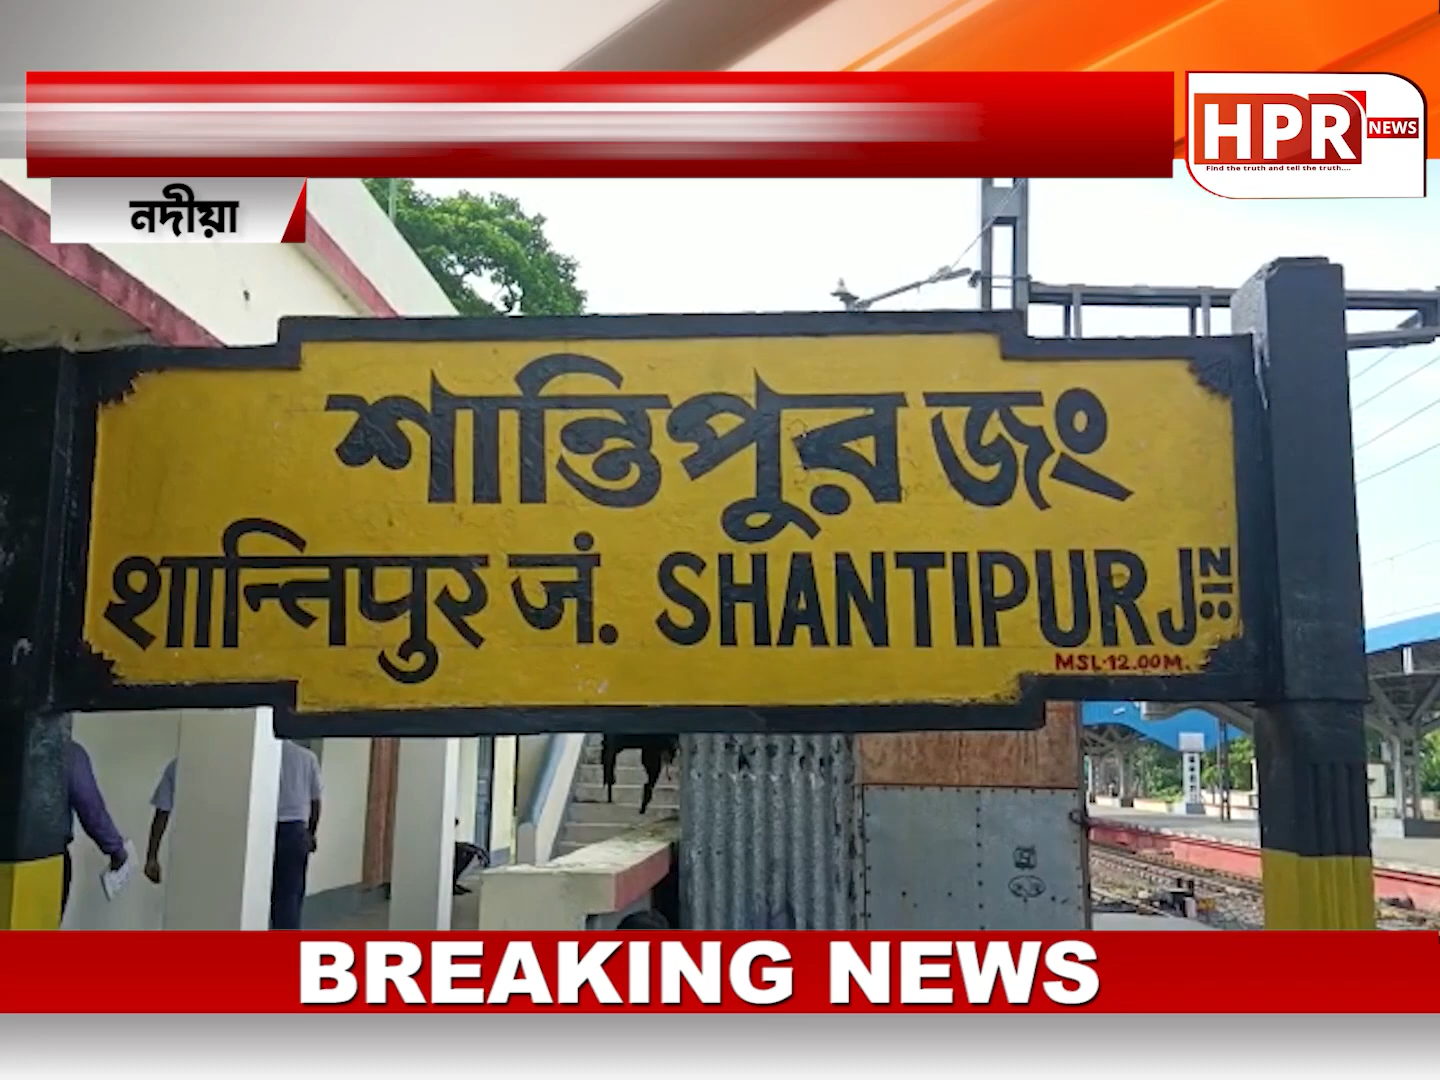 HPR NEWS
Find the truth and tell the truth....
নদীয়া
শান্তিপুর জং
शान्तिपुर जं. SHANTIPUR JN:
MSL-12.00M.
BREAKING NEWS